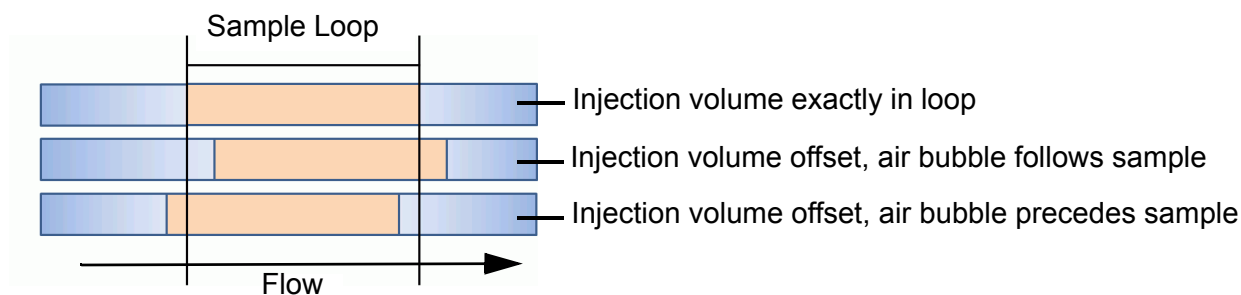 Sample Loop
Injection volume exactly in loop
Injection volume offset, air bubble follows sample
Injection volume offset, air bubble precedes sample
Flow